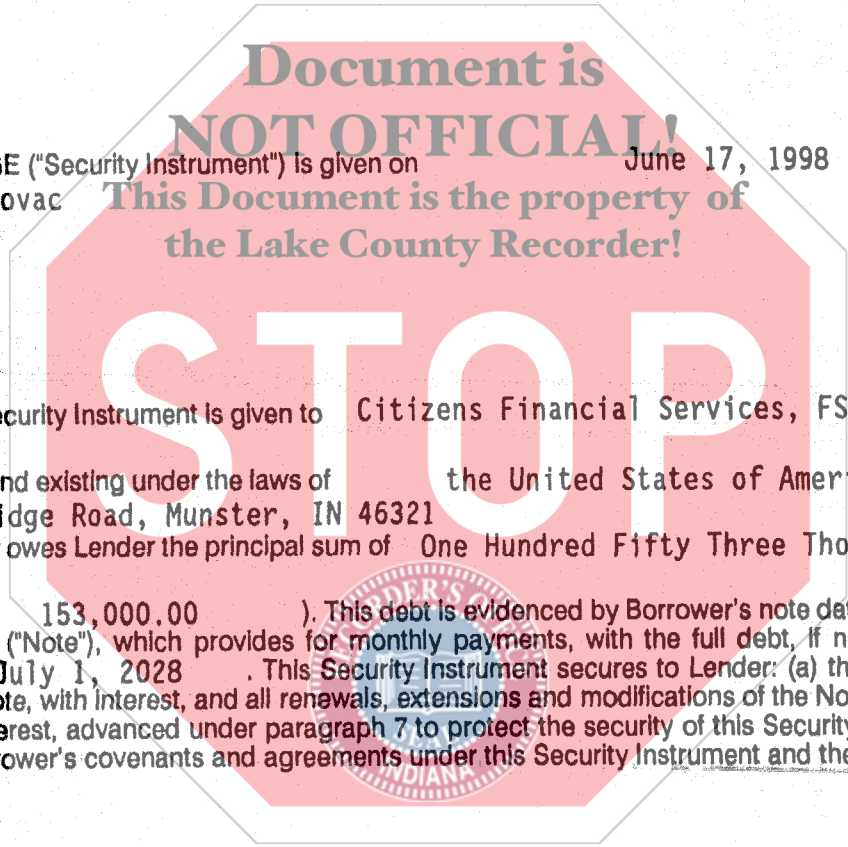 Document is
NOT OFFICIAL!
GE ("Security Instrument") is given on June 17, 1998
ovac This Document is the property of
the Lake County Recorder!
STOP
ecurity Instrument is given to Citizens Financial Services, FS
nd existing under the laws of the United States of Amer
idge Road, Munster, IN 46321
owes Lender the principal sum of One Hundred Fifty Three Tho
153,000.00 ). This debt is evidenced by Borrower's note dat
("Note"), which provides for monthly payments, with the full debt, if n
July 1, 2028 . This Security Instrument secures to Lender: (a) th
ote, with interest, and all renewals, extensions and modifications of the No
erest, advanced under paragraph 7 to protect the security of this Security
rower's covenants and agreements under this Security Instrument and the
RECORDER'S OFFICE
SEAL
INDIANA